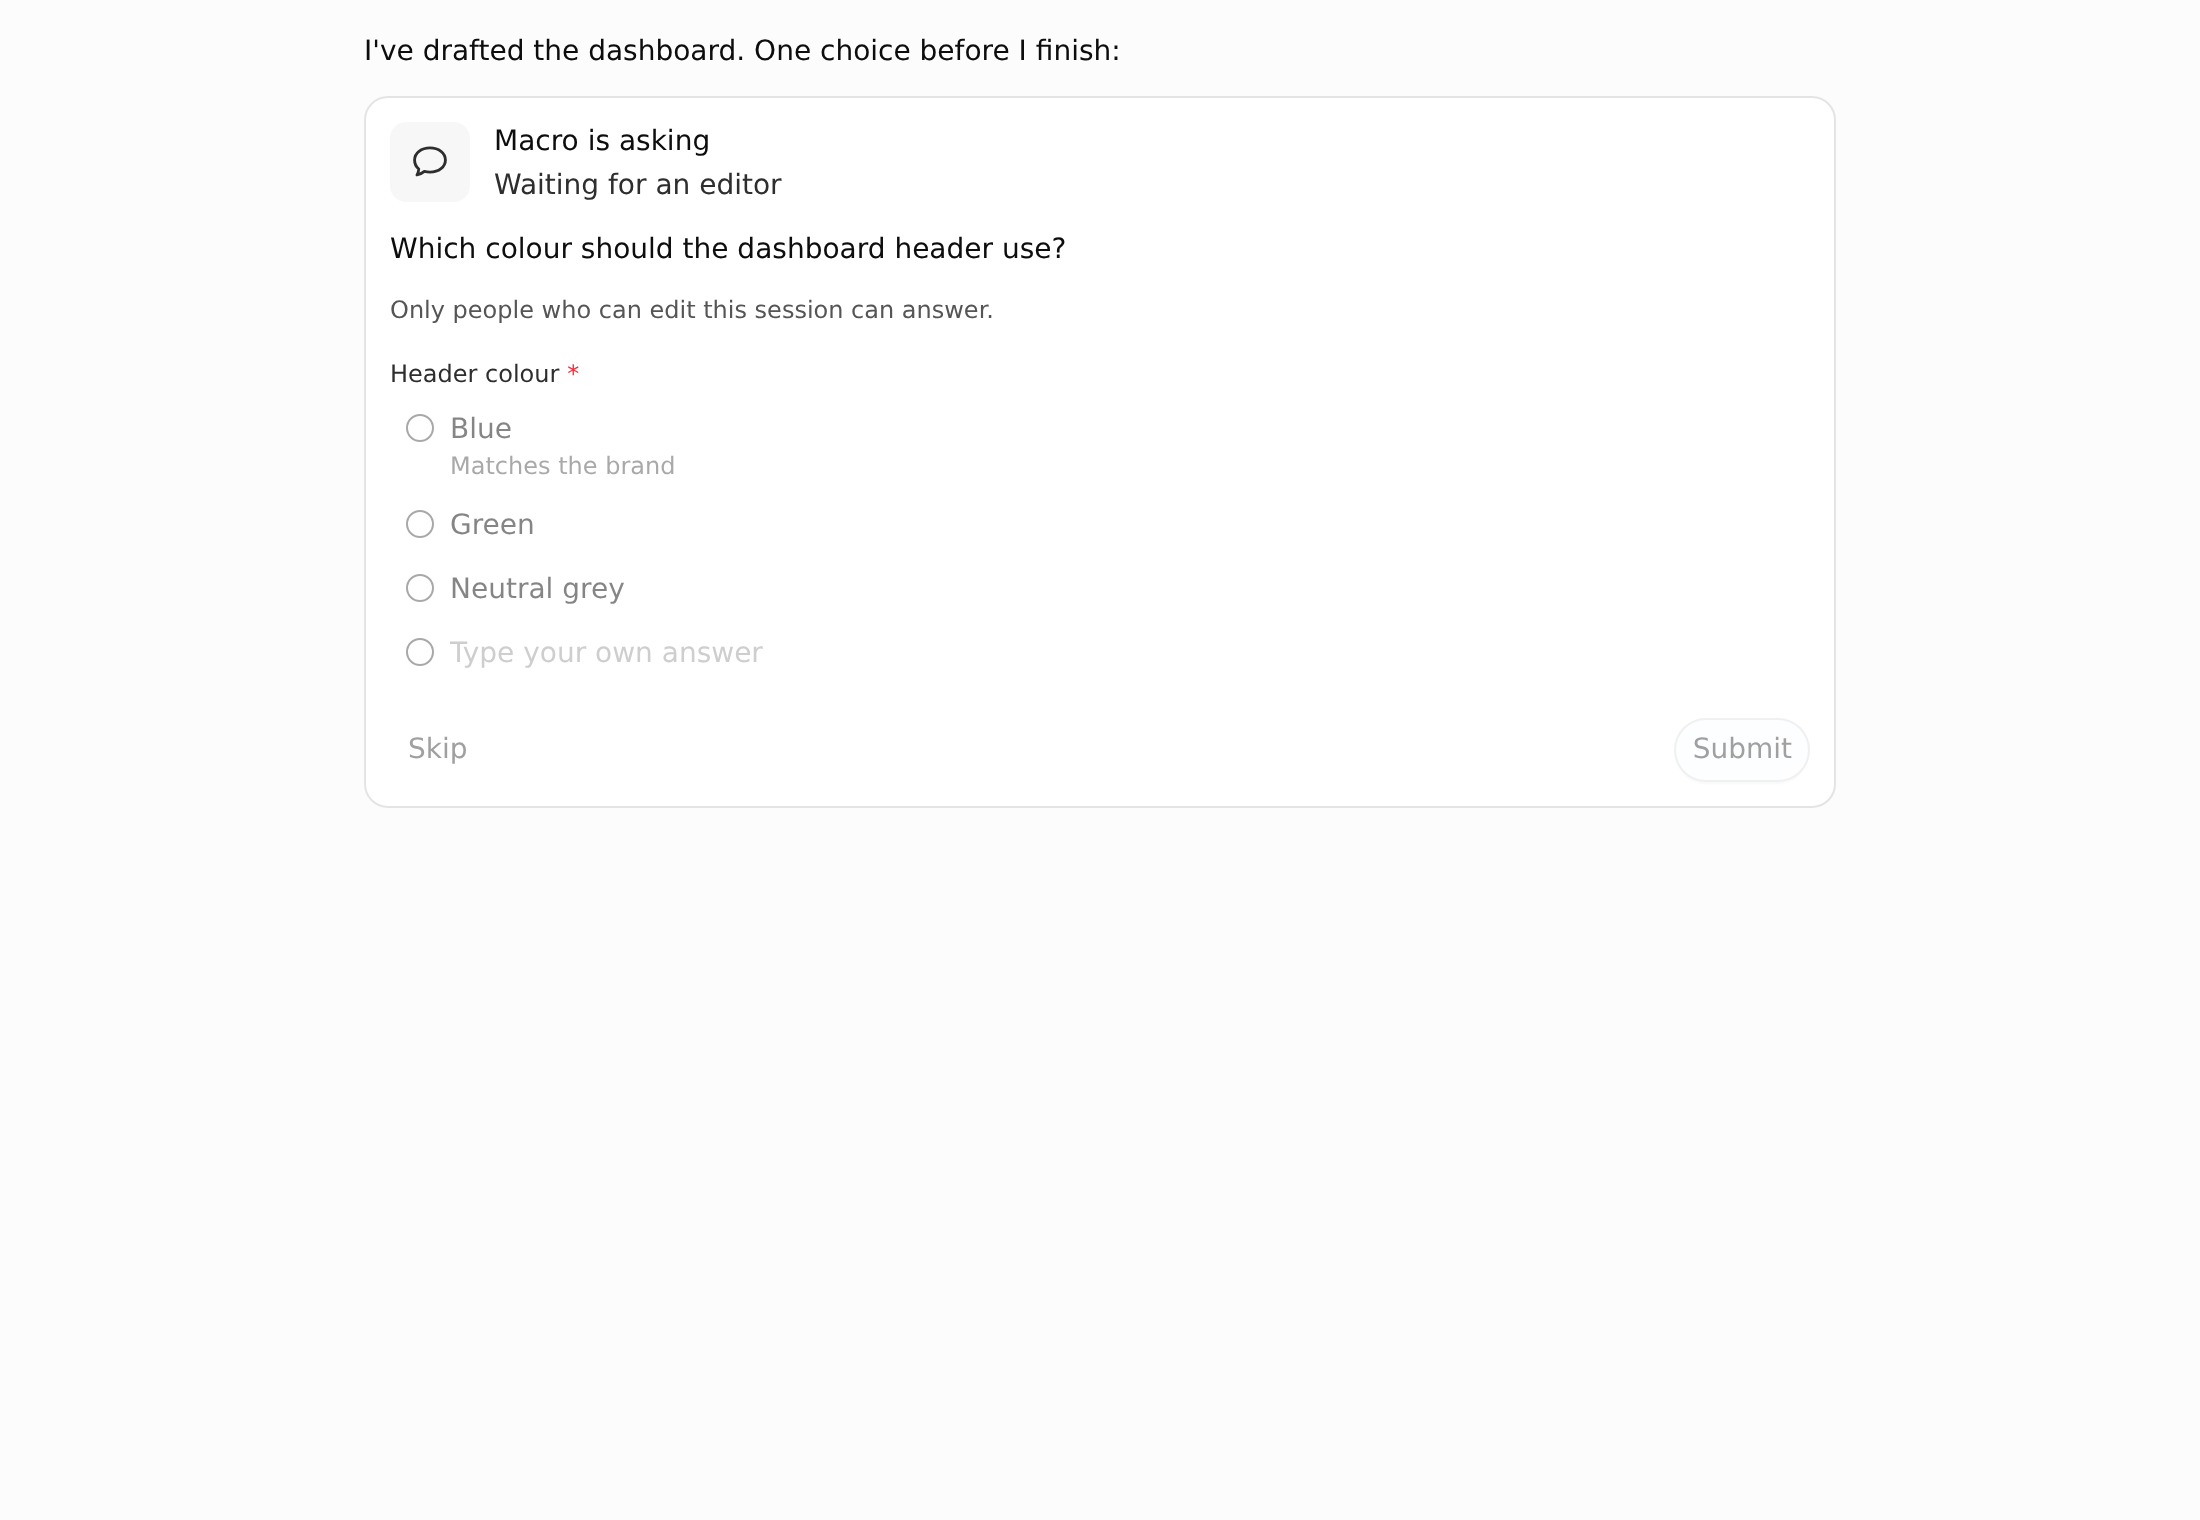 I've drafted the dashboard. One choice before I finish:
Macro is asking
Waiting for an editor
Which colour should the dashboard header use?
Only people who can edit this session can answer.
Header colour *
Blue
Matches the brand
Green
Neutral grey
Type your own answer
Skip
Submit